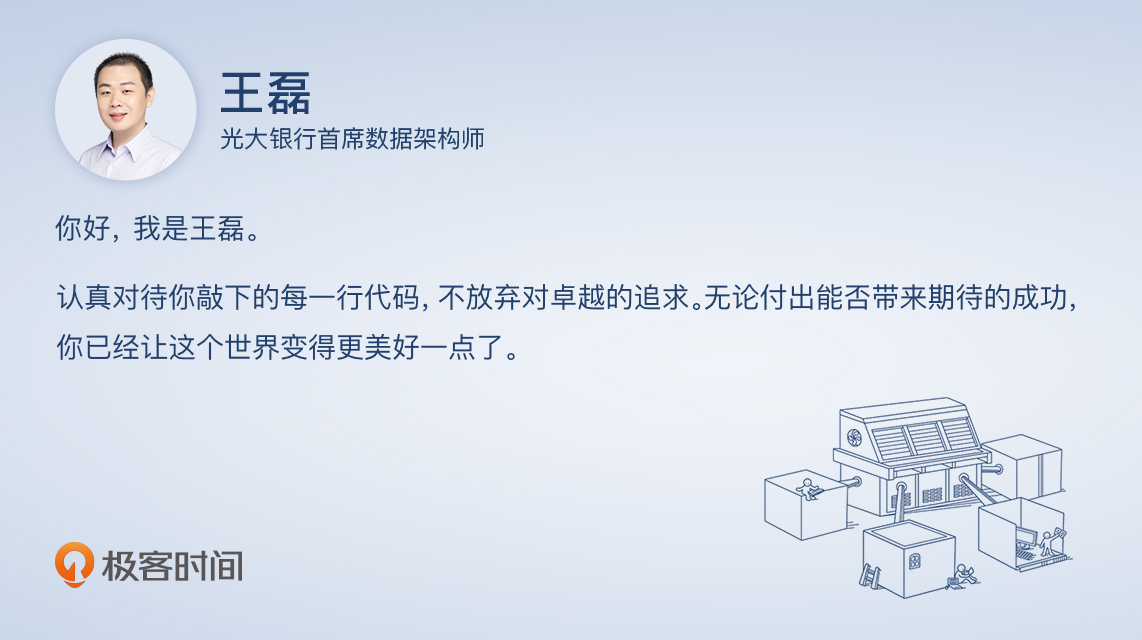 王磊
光大银行首席数据架构师
你好，我是王磊。
认真对待你敲下的每一行代码，不放弃对卓越的追求。无论付出能否带来期待的成功，
你已经让这个世界变得更美好一点了。
极客时间